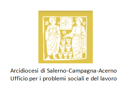 Arcidiocesi di Salerno-Campagna-Acerno
Ufficio per i problemi sociali e del lavoro